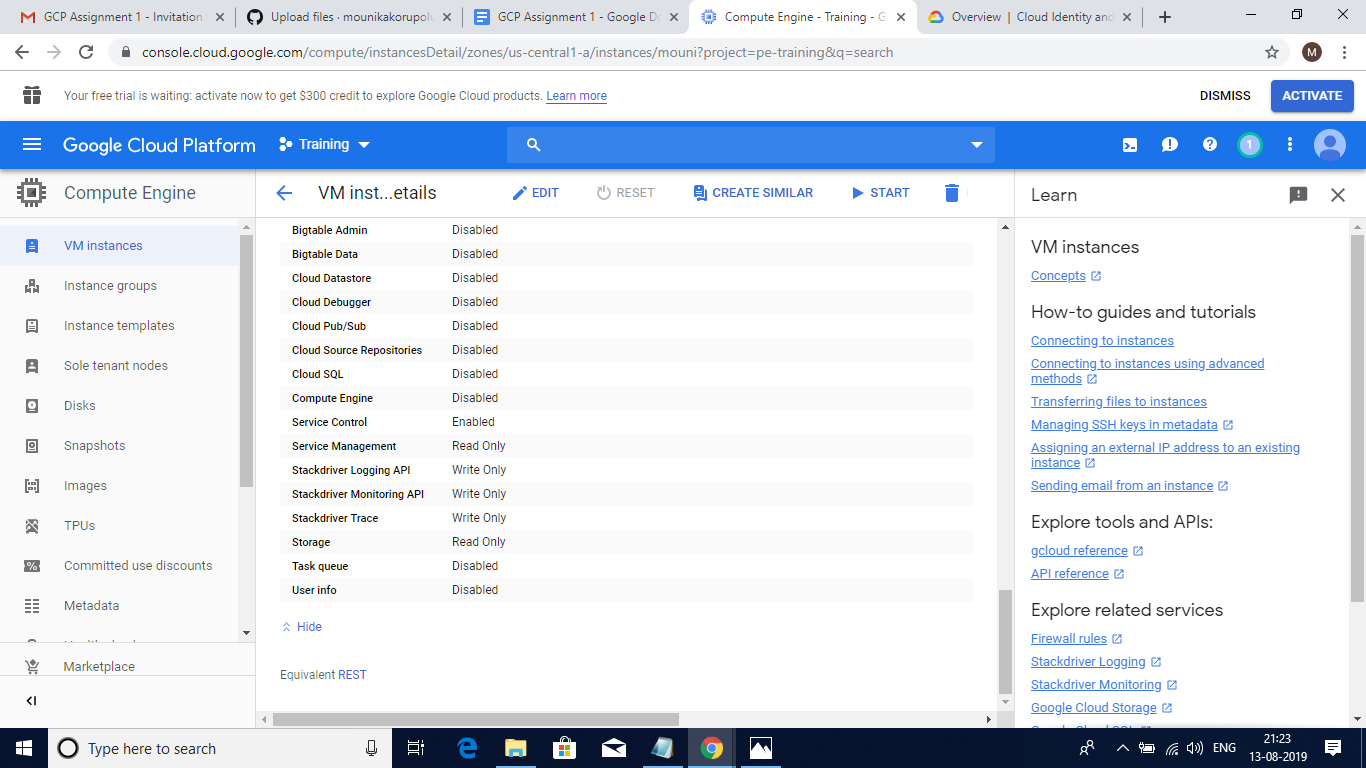 GCP Assignment 1 - Invitation
Upload files · mounikakorupolu
GCP Assignment 1 - Google Do
Compute Engine - Training - G
Overview | Cloud Identity and
console.cloud.google.com/compute/instancesDetail/zones/us-central1-a/instances/mouni?project=pe-training&q=search
M
Your free trial is waiting: activate now to get $300 credit to explore Google Cloud products. Learn more
DISMISS
ACTIVATE
Google Cloud Platform
Training
1
Compute Engine
VM inst...etails
EDIT
RESET
CREATE SIMILAR
START
Learn
VM instances
Instance groups
Instance templates
Sole tenant nodes
Disks
Snapshots
Images
TPUs
Committed use discounts
Metadata
Marketplace
Bigtable Admin Disabled
Bigtable Data Disabled
Cloud Datastore Disabled
Cloud Debugger Disabled
Cloud Pub/Sub Disabled
Cloud Source Repositories Disabled
Cloud SQL Disabled
Compute Engine Disabled
Service Control Enabled
Service Management Read Only
Stackdriver Logging API Write Only
Stackdriver Monitoring API Write Only
Stackdriver Trace Write Only
Storage Read Only
Task queue Disabled
User info Disabled
Hide
Equivalent REST
VM instances
Concepts
How-to guides and tutorials
Connecting to instances
Connecting to instances using advanced
methods
Transferring files to instances
Managing SSH keys in metadata
Assigning an external IP address to an existing
instance
Sending email from an instance
Explore tools and APIs:
gcloud reference
API reference
Explore related services
Firewall rules
Stackdriver Logging
Stackdriver Monitoring
Google Cloud Storage
Type here to search
ENG
21:23
13-08-2019